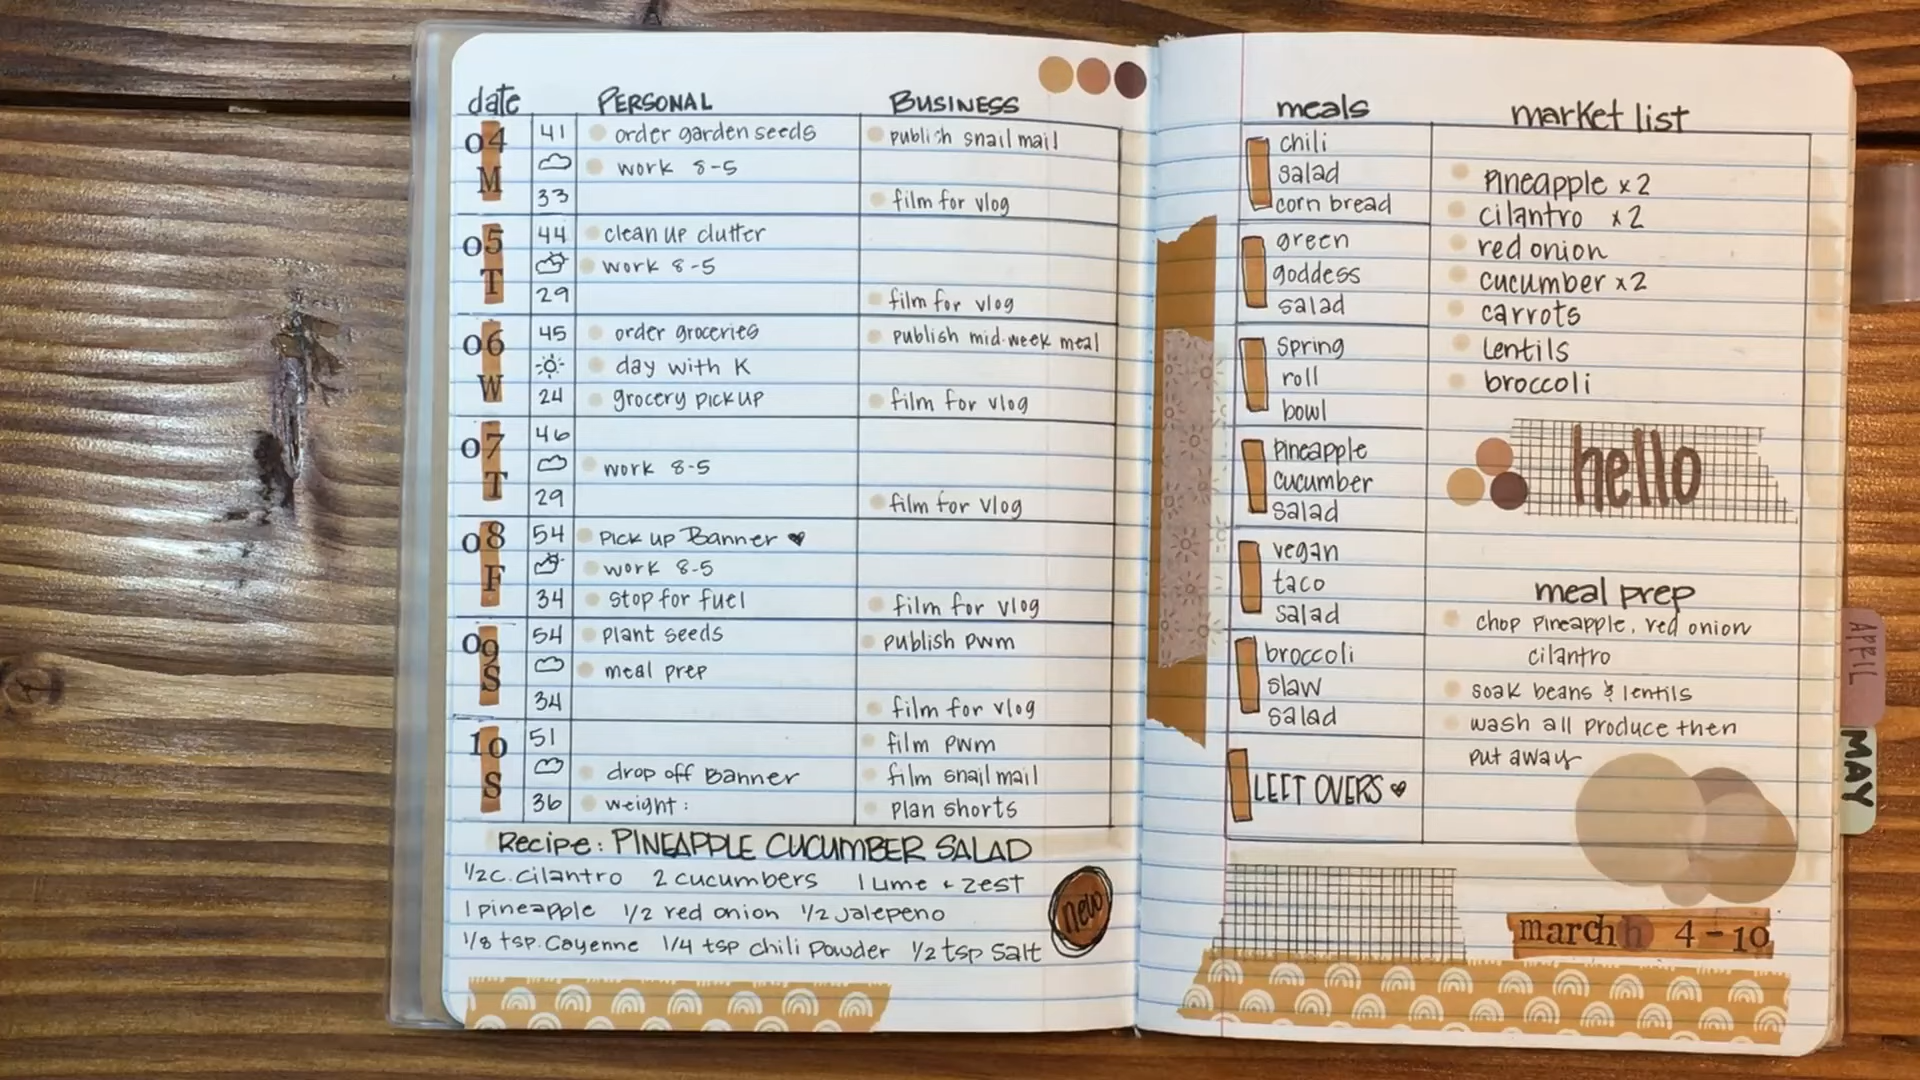 date PERSONAL BUSINESS
04 41 order garden seeds publish snail mail
M work 8-5
33 film for vlog
05 44 clean up clutter
T work 8-5
29 film for vlog
06 45 order groceries publish mid-week meal
day with K
W 24 grocery pickup film for vlog
07 46
T work 8-5
29 film for vlog
08 54 pick up Banner ♥
F work 8-5
34 stop for fuel film for vlog
09 54 plant seeds publish pwm
S meal prep
34 film for vlog
10 51 film pwm
S drop off Banner film snail mail
36 weight: plan shorts
Recipe: PINEAPPLE CUCUMBER SALAD
1/2 c. cilantro 2 cucumbers 1 lime + zest
1 pineapple 1/2 red onion 1/2 jalepeno
1/8 tsp. Cayenne 1/4 tsp chili powder 1/2 tsp salt
new
meals
chili
salad
corn bread
green
goddess
salad
spring
roll
bowl
pineapple
cucumber
salad
vegan
taco
salad
broccoli
slaw
salad
LEFT OVERS ♥
market list
pineapple x2
cilantro x2
red onion
cucumber x2
carrots
lentils
broccoli
hello
meal prep
chop pineapple, red onion
cilantro
soak beans & lentils
wash all produce then
put away
march h 4-10
APRIL
MAY